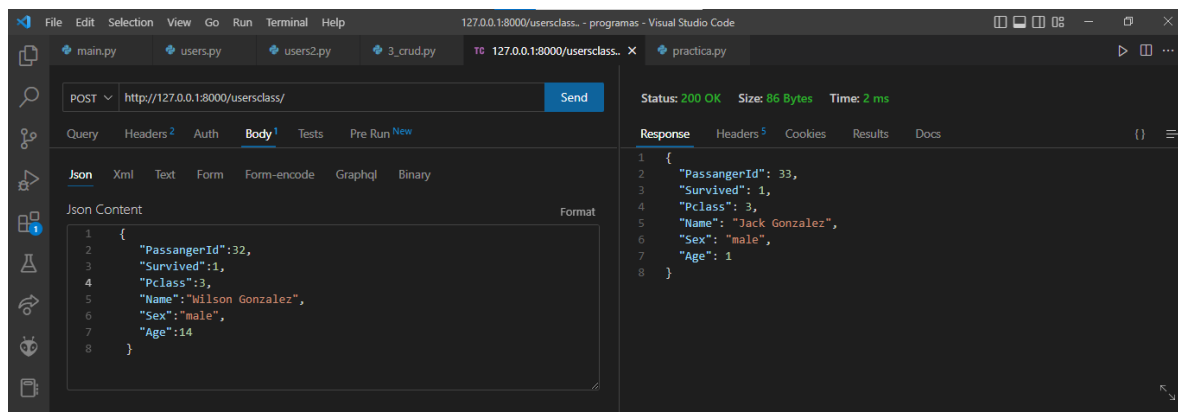 File Edit Selection View Go Run Terminal Help 127.0.0.1:8000/usersclass.. - programas - Visual Studio Code
main.py users.py users2.py 3_crud.py TC 127.0.0.1:8000/usersclass.. practica.py
POST http://127.0.0.1:8000/usersclass/ Send
Query Headers 2 Auth Body 1 Tests Pre Run New
Json Xml Text Form Form-encode Graphql Binary
Json Content Format
1 {
2 "PassangerId":32,
3 "Survived":1,
4 "Pclass":3,
5 "Name":"Wilson Gonzalez",
6 "Sex":"male",
7 "Age":14
8 }
1
Status: 200 OK Size: 86 Bytes Time: 2 ms
Response Headers 5 Cookies Results Docs {}
1 {
2 "PassangerId": 33,
3 "Survived": 1,
4 "Pclass": 3,
5 "Name": "Jack Gonzalez",
6 "Sex": "male",
7 "Age": 1
8 }